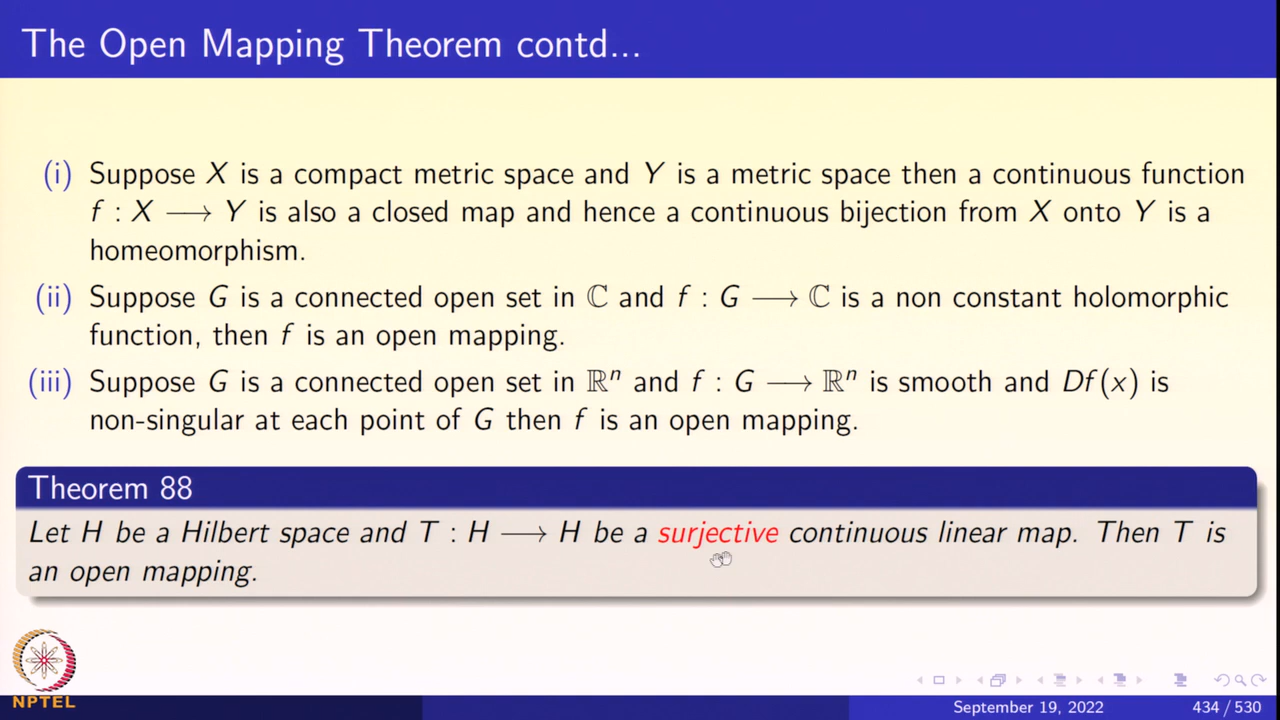 The Open Mapping Theorem contd...
(i) Suppose X is a compact metric space and Y is a metric space then a continuous function
f : X ⟶ Y is also a closed map and hence a continuous bijection from X onto Y is a
homeomorphism.
(ii) Suppose G is a connected open set in ℂ and f : G ⟶ ℂ is a non constant holomorphic
function, then f is an open mapping.
(iii) Suppose G is a connected open set in ℝⁿ and f : G ⟶ ℝⁿ is smooth and Df(x) is
non-singular at each point of G then f is an open mapping.
Theorem 88
Let H be a Hilbert space and T : H ⟶ H be a surjective continuous linear map. Then T is
an open mapping.
NPTEL
September 19, 2022
434 / 530